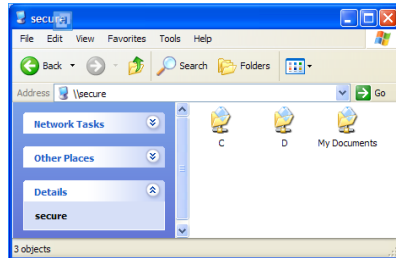 secure
File Edit View Favorites Tools Help
Back Search Folders
Address \\secure Go
Network Tasks
Other Places
Details
secure
C D My Documents
3 objects